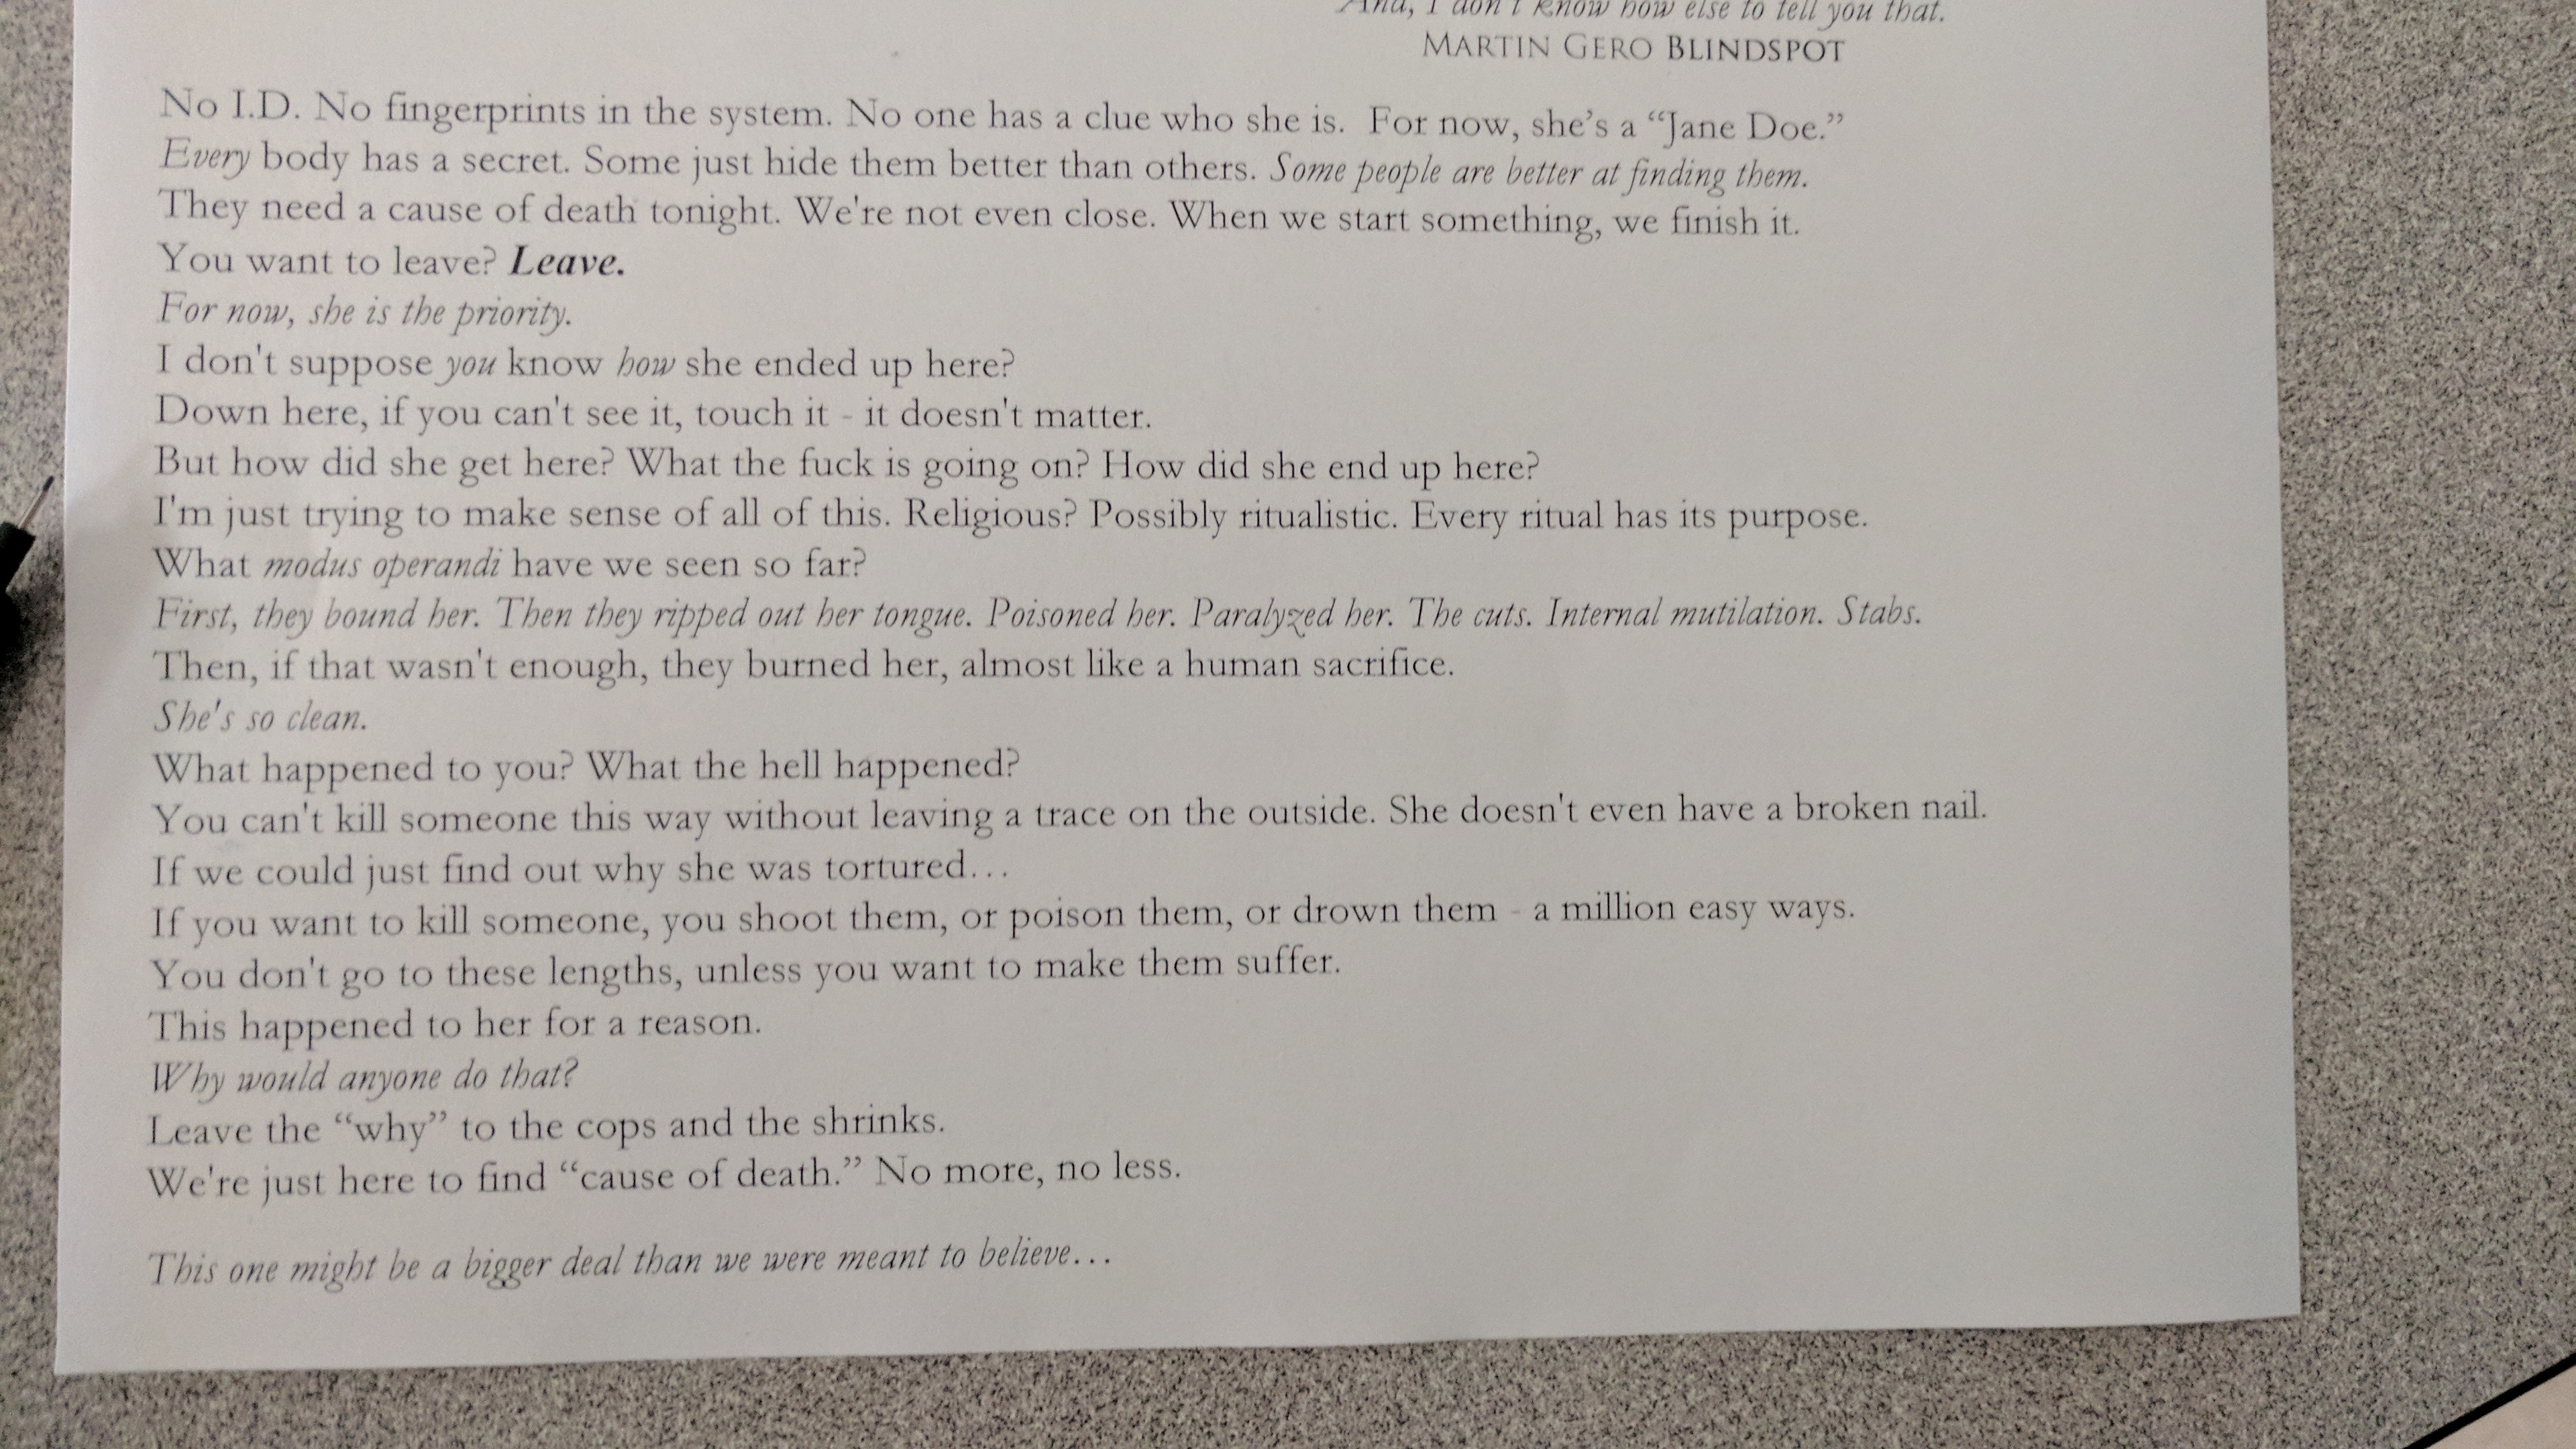 And, I don't know how else to tell you that.
MARTIN GERO BLINDSPOT
No I.D. No fingerprints in the system. No one has a clue who she is. For now, she's a “Jane Doe.”
Every body has a secret. Some just hide them better than others. Some people are better at finding them.
They need a cause of death tonight. We're not even close. When we start something, we finish it.
You want to leave? Leave.
For now, she is the priority.
I don't suppose you know how she ended up here?
Down here, if you can't see it, touch it - it doesn't matter.
But how did she get here? What the fuck is going on? How did she end up here?
I'm just trying to make sense of all of this. Religious? Possibly ritualistic. Every ritual has its purpose.
What modus operandi have we seen so far?
First, they bound her. Then they ripped out her tongue. Poisoned her. Paralyzed her. The cuts. Internal mutilation. Stabs.
Then, if that wasn't enough, they burned her, almost like a human sacrifice.
She's so clean.
What happened to you? What the hell happened?
You can't kill someone this way without leaving a trace on the outside. She doesn't even have a broken nail.
If we could just find out why she was tortured…
If you want to kill someone, you shoot them, or poison them, or drown them - a million easy ways.
You don't go to these lengths, unless you want to make them suffer.
This happened to her for a reason.
Why would anyone do that?
Leave the “why” to the cops and the shrinks.
We're just here to find “cause of death.” No more, no less.
This one might be a bigger deal than we were meant to believe…